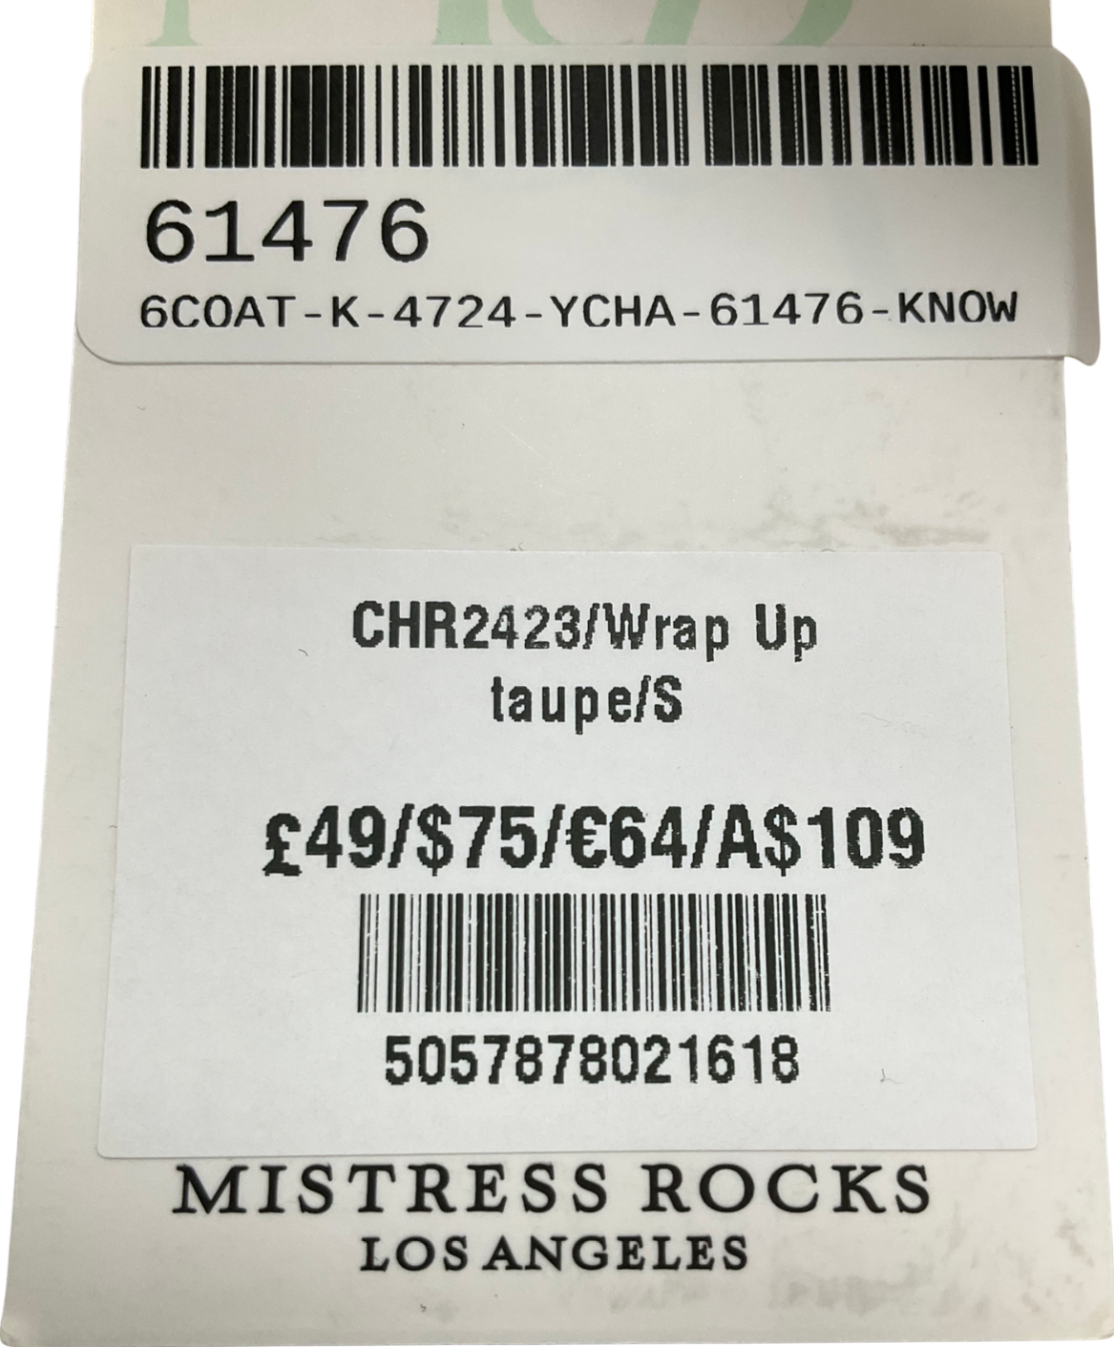 61476
6COAT-K-4724-YCHA-61476-KNOW
CHR2423/Wrap Up
taupe/S
£49/$75/€64/A$109
5057878021618
MISTRESS ROCKS
LOS ANGELES